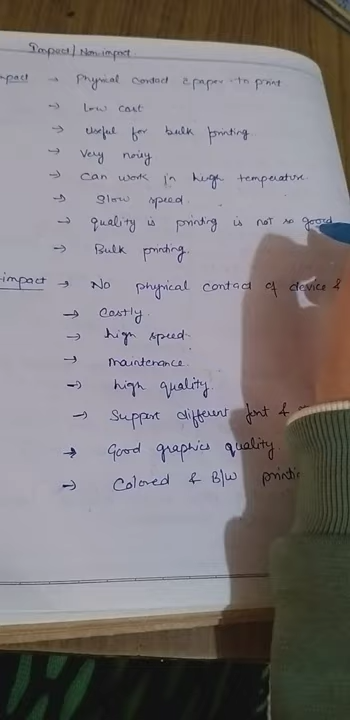 Impact / Non-impact
mpact → Physical contact c paper to print
→ Low cost
→ useful for bulk printing
→ Very noisy
→ Can work in high temperature
→ Slow speed.
→ quality is printing is not so good
→ Bulk printing.
impact → No physical contact of device &
→ Costly.
→ high speed.
→ maintenance.
→ high quality.
→ Support different font &
→ Good graphics quality.
→ Colored & B/W printin